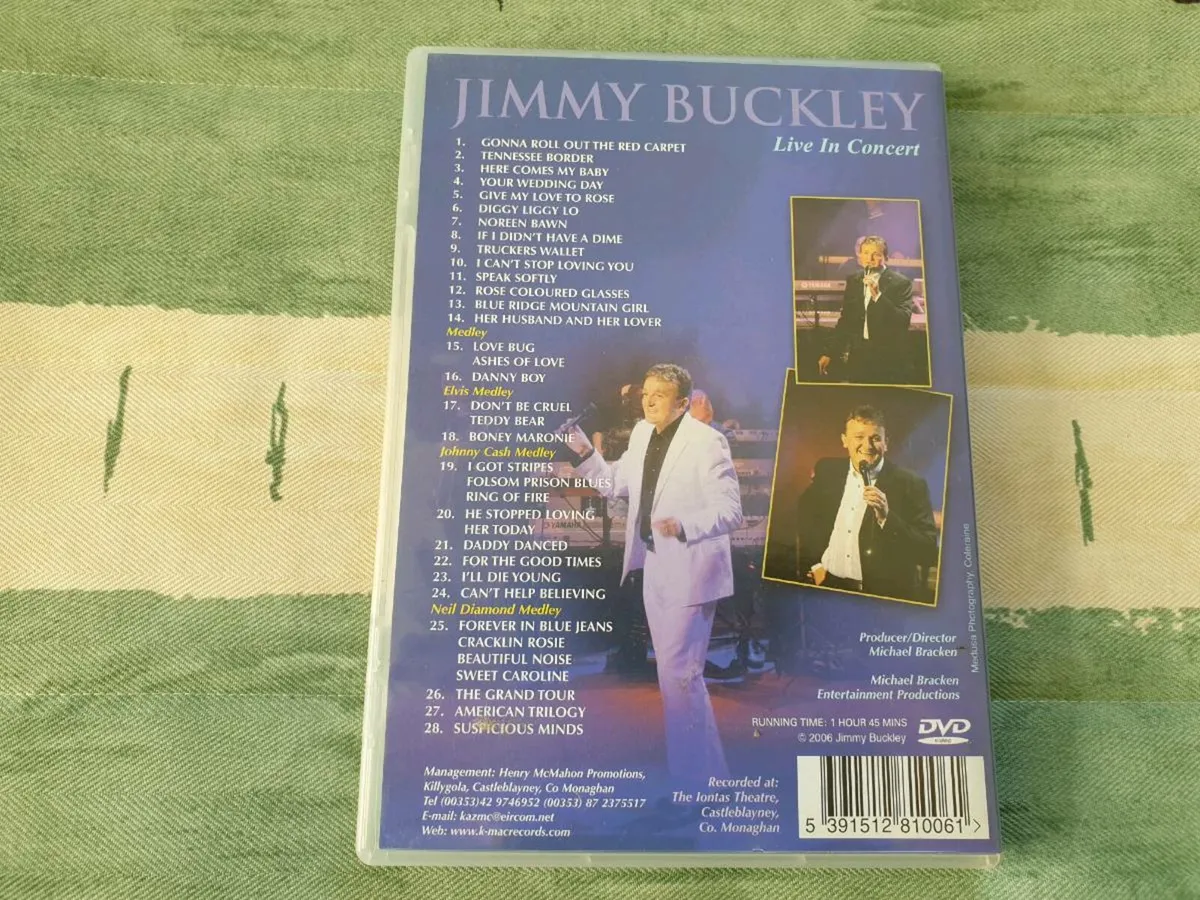 JIMMY BUCKLEY
Live In Concert
1. GONNA ROLL OUT THE RED CARPET
2. TENNESSEE BORDER
3. HERE COMES MY BABY
4. YOUR WEDDING DAY
5. GIVE MY LOVE TO ROSE
6. DIGGY LIGGY LO
7. NOREEN BAWN
8. IF I DIDN'T HAVE A DIME
9. TRUCKERS WALLET
10. I CAN'T STOP LOVING YOU
11. SPEAK SOFTLY
12. ROSE COLOURED GLASSES
13. BLUE RIDGE MOUNTAIN GIRL
14. HER HUSBAND AND HER LOVER
Medley
15. LOVE BUG
ASHES OF LOVE
16. DANNY BOY
Elvis Medley
17. DON'T BE CRUEL
TEDDY BEAR
18. BONEY MARONIE
Johnny Cash Medley
19. I GOT STRIPES
FOLSOM PRISON BLUES
RING OF FIRE
20. HE STOPPED LOVING
HER TODAY
21. DADDY DANCED
22. FOR THE GOOD TIMES
23. I'LL DIE YOUNG
24. CAN'T HELP BELIEVING
Neil Diamond Medley
25. FOREVER IN BLUE JEANS
CRACKLIN ROSIE
BEAUTIFUL NOISE
SWEET CAROLINE
26. THE GRAND TOUR
27. AMERICAN TRILOGY
28. SUSPICIOUS MINDS
YAMAHA
YAMAHA
Medusa Photography, Coleraine
Producer/Director
Michael Bracken
Michael Bracken
Entertainment Productions
RUNNING TIME: 1 HOUR 45 MINS
© 2006 Jimmy Buckley
DVD
Management: Henry McMahon Promotions,
Killygola, Castleblayney, Co Monaghan
Tel (00353)42 9746952 (00353) 87 2375517
E-mail: kazmc@eircom.net
Web: www.k-macrecords.com
Recorded at:
The Iontas Theatre,
Castleblayney,
Co. Monaghan
5 391512 810061 >